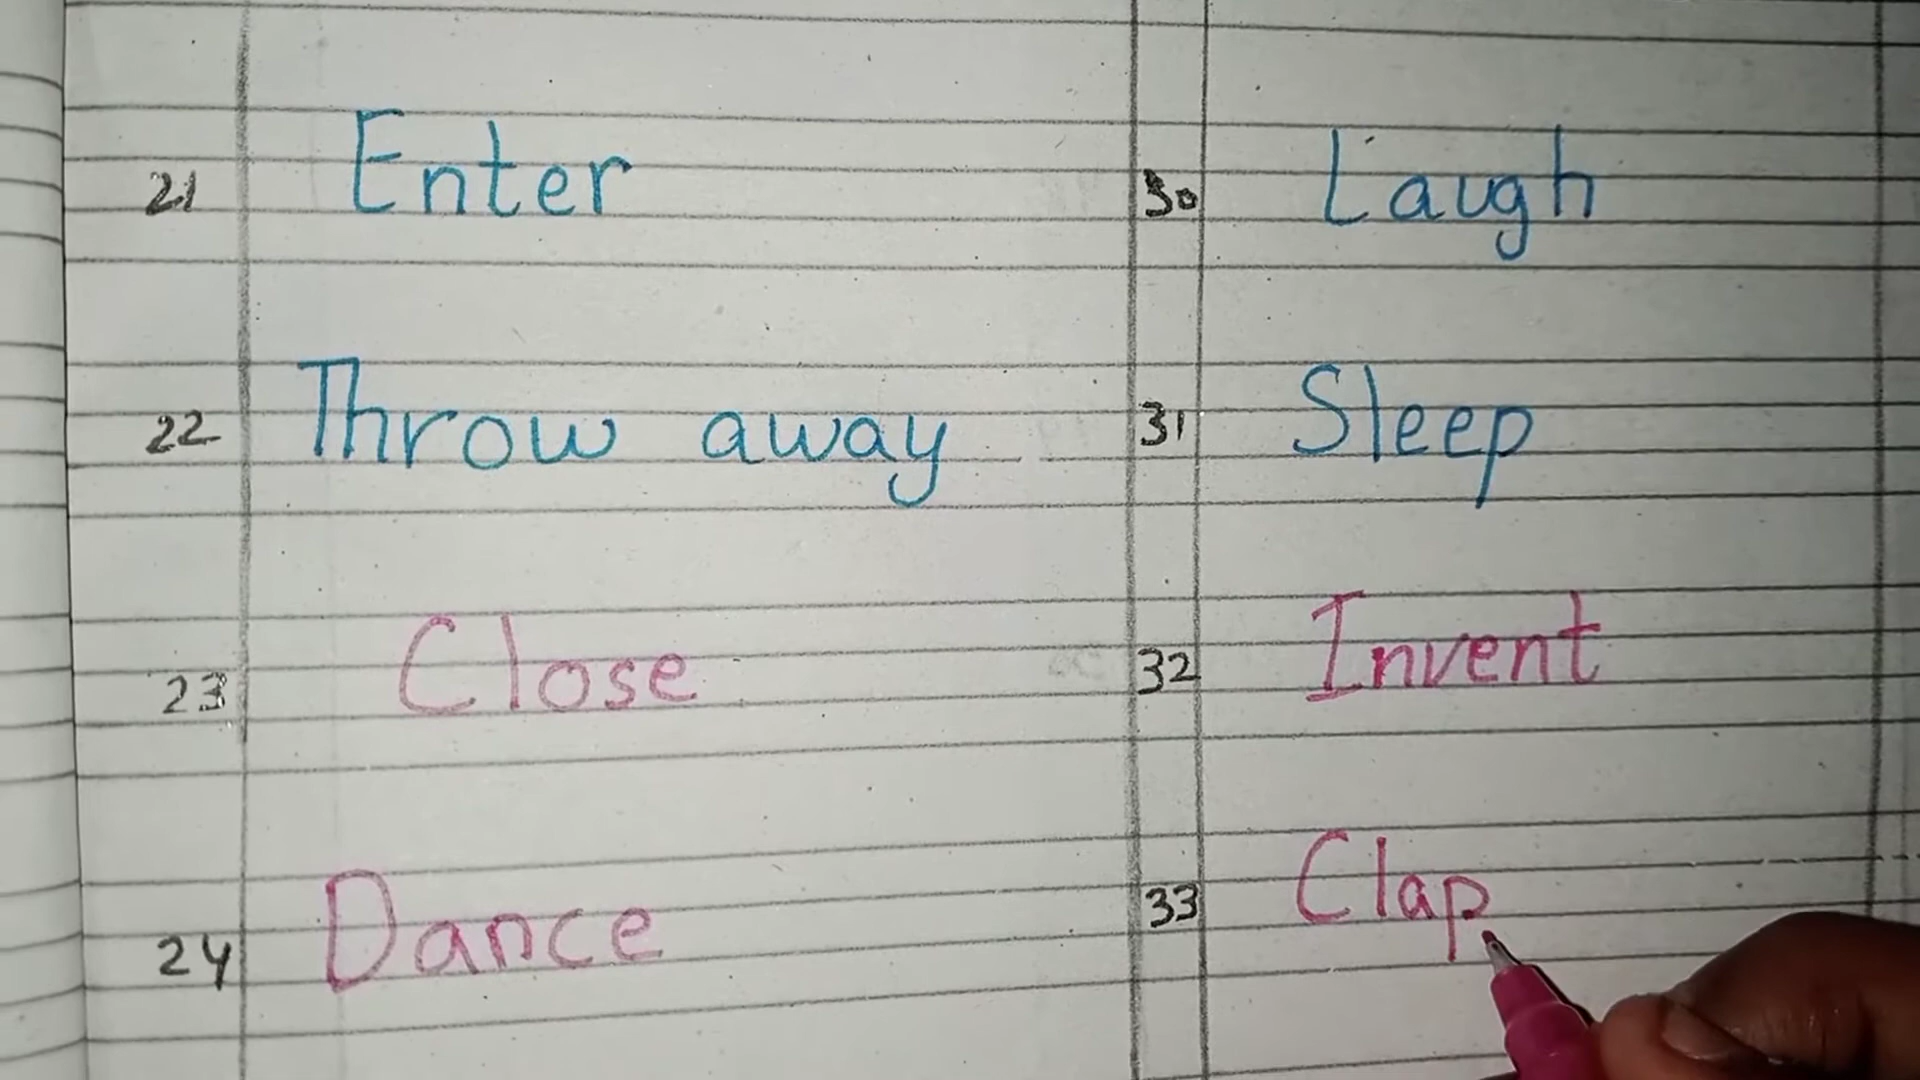 21 Enter
22 Throw away
23 Close
24 Dance
30 Laugh
31 Sleep
32 Invent
33 Clap